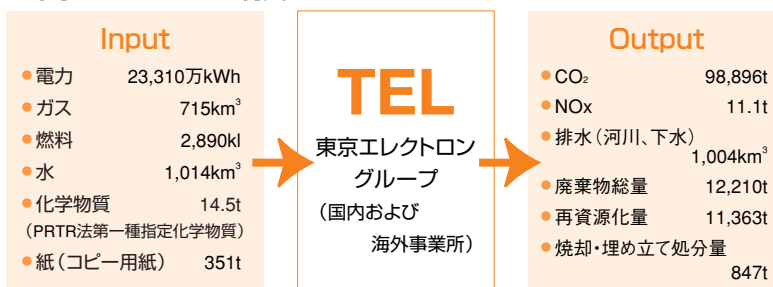 Input
●電力 23,310万kWh
●ガス 715km³
●燃料 2,890kl
●水 1,014km³
●化学物質 14.5t
(PRTR法第一種指定化学物質)
●紙(コピー用紙) 351t
TEL
東京エレクトロン
グループ
(国内および
海外事業所)
Output
●CO₂ 98,896t
●NOx 11.1t
●排水(河川、下水)
1,004km³
●廃棄物総量 12,210t
●再資源化量 11,363t
●焼却・埋め立て処分量
847t